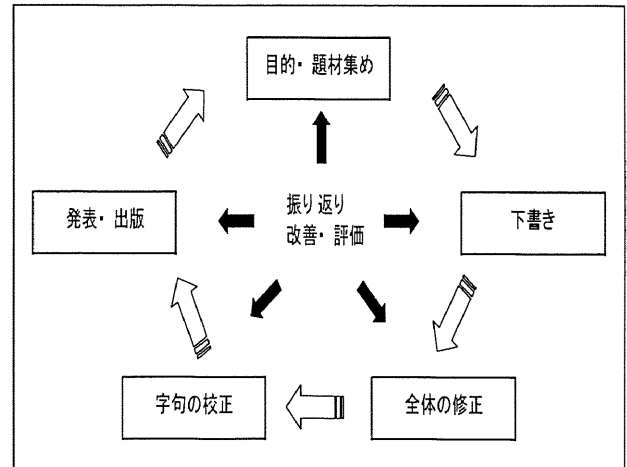 目的・題材集め
発表・出版
振り返り
改善・評価
下書き
字句の校正
全体の修正